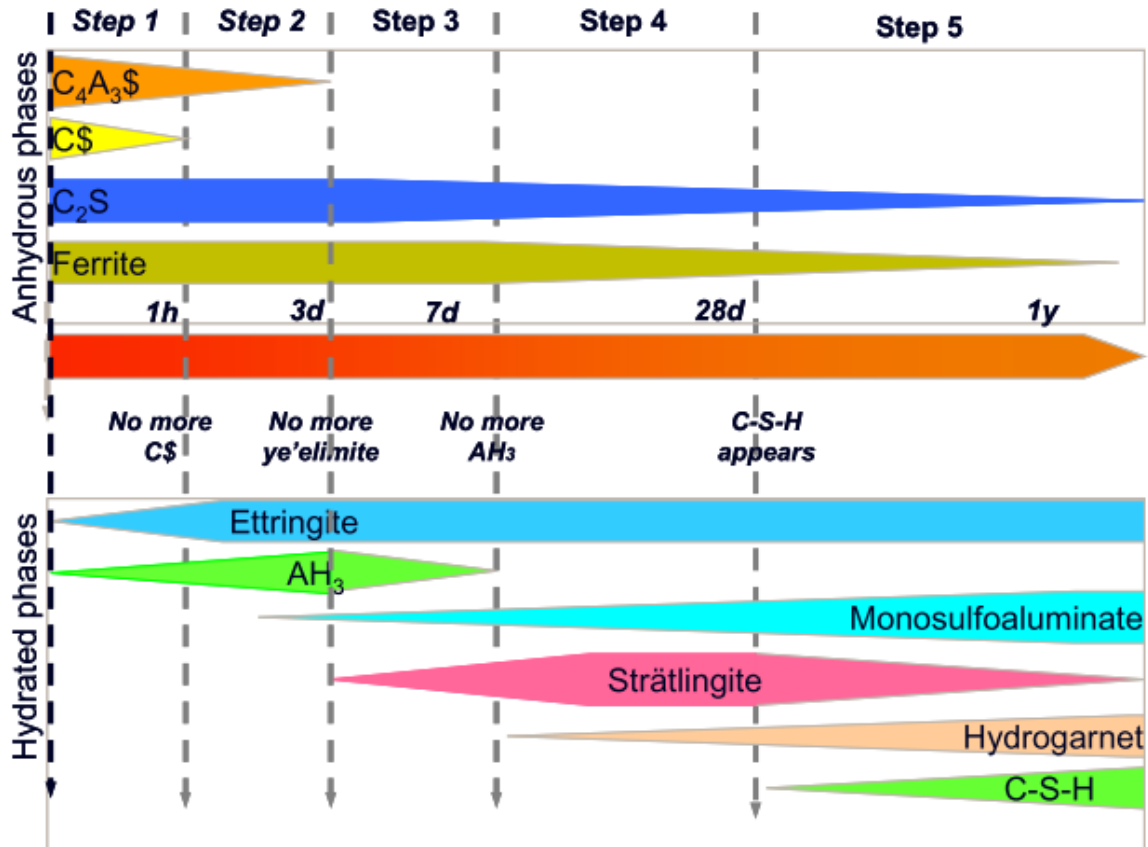 Step 1 Step 2 Step 3 Step 4 Step 5
Anhydrous phases
C₄A₃$
C$
C₂S
Ferrite
1h 3d 7d 28d 1y
No more C$
No more ye'elimite
No more AH₃
C-S-H appears
Hydrated phases
Ettringite
AH₃
Monosulfoaluminate
Strätlingite
Hydrogarnet
C-S-H